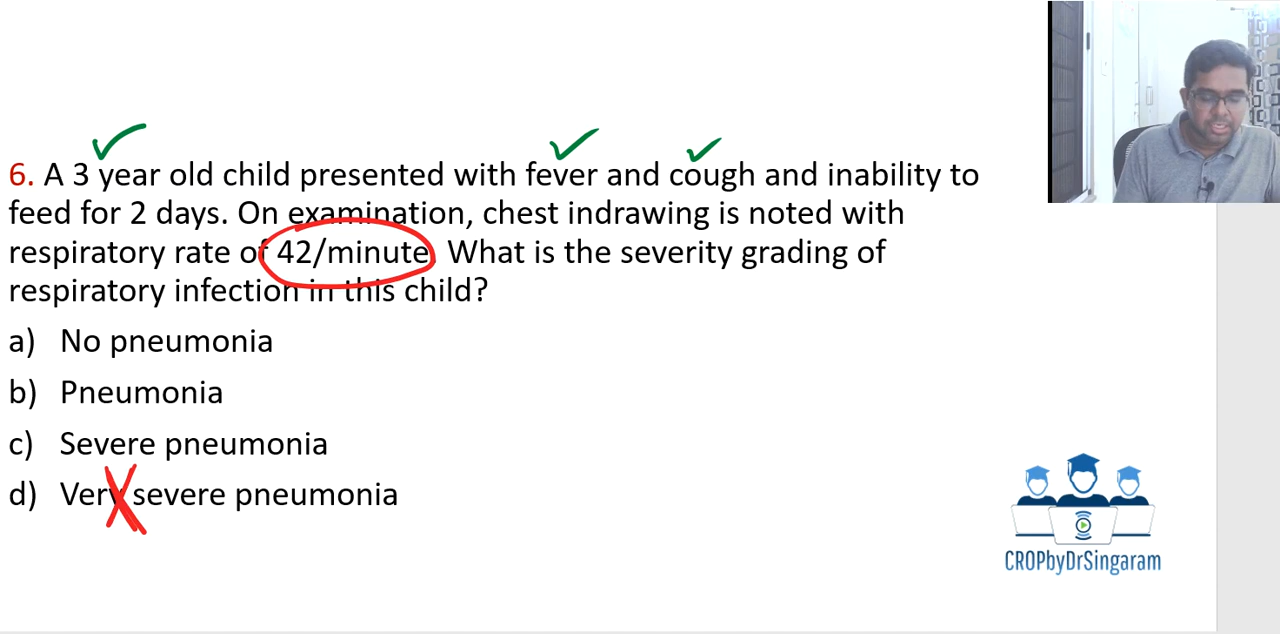 6. A 3 year old child presented with fever and cough and inability to
feed for 2 days. On examination, chest indrawing is noted with
respiratory rate of 42/minute. What is the severity grading of
respiratory infection in this child?
a) No pneumonia
b) Pneumonia
c) Severe pneumonia
d) Very severe pneumonia
CROPbyDrSingaram